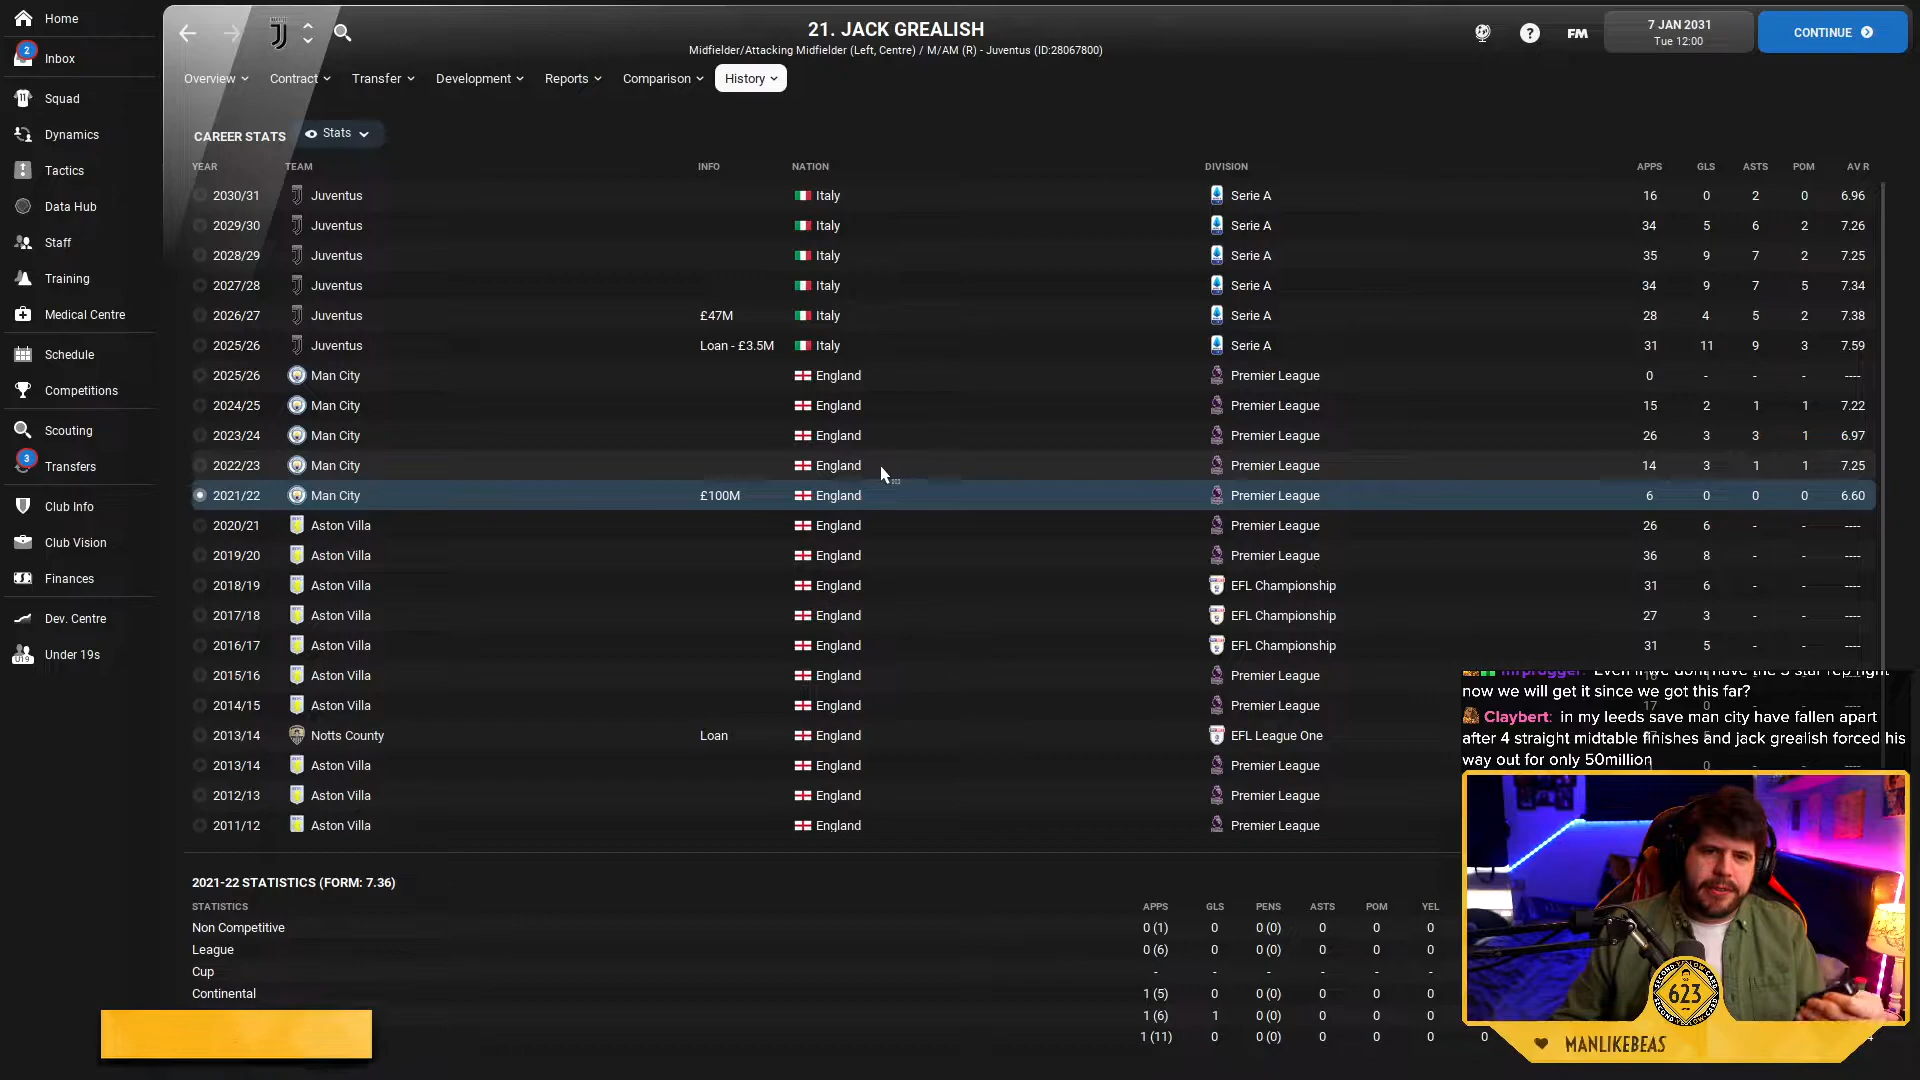 Home
2
Inbox
Squad
Dynamics
Tactics
Data Hub
Staff
Training
Medical Centre
Schedule
Competitions
Scouting
3
Transfers
Club Info
Club Vision
Finances
Dev. Centre
U19
Under 19s
21. JACK GREALISH
Midfielder/Attacking Midfielder (Left, Centre) / M/AM (R) - Juventus (ID:28067800)
FM
7 JAN 2031
Tue 12:00
CONTINUE
Overview Contract Transfer Development Reports Comparison History
CAREER STATS Stats
YEAR TEAM INFO NATION DIVISION APPS GLS ASTS POM AV R
2030/31 Juventus Italy Serie A 16 0 2 0 6.96
2029/30 Juventus Italy Serie A 34 5 6 2 7.26
2028/29 Juventus Italy Serie A 35 9 7 2 7.25
2027/28 Juventus Italy Serie A 34 9 7 5 7.34
2026/27 Juventus £47M Italy Serie A 28 4 5 2 7.38
2025/26 Juventus Loan - £3.5M Italy Serie A 31 11 9 3 7.59
2025/26 Man City England Premier League 0 - - - ----
2024/25 Man City England Premier League 15 2 1 1 7.22
2023/24 Man City England Premier League 26 3 3 1 6.97
2022/23 Man City England Premier League 14 3 1 1 7.25
2021/22 Man City £100M England Premier League 6 0 0 0 6.60
2020/21 Aston Villa England Premier League 26 6 - - ----
2019/20 Aston Villa England Premier League 36 8 - - ----
2018/19 Aston Villa England EFL Championship 31 6 - - ----
2017/18 Aston Villa England EFL Championship 27 3 - - ----
2016/17 Aston Villa England EFL Championship 31 5 - - ----
2015/16 Aston Villa England Premier League
2014/15 Aston Villa England Premier League 17 0
2013/14 Notts County Loan England EFL League One
2013/14 Aston Villa England Premier League 0
2012/13 Aston Villa England Premier League
2011/12 Aston Villa England Premier League
now we will get it since we got this far?
Claybert: in my leeds save man city have fallen apart
after 4 straight midtable finishes and jack grealish forced his
way out for only 50million
2021-22 STATISTICS (FORM: 7.36)
STATISTICS APPS GLS PENS ASTS POM YEL
Non Competitive 0 (1) 0 0 (0) 0 0 0
League 0 (6) 0 0 (0) 0 0 0
Cup - - - - - -
Continental 1 (5) 0 0 (0) 0 0 0
1 (6) 1 0 (0) 0 0 0
1 (11) 0 0 (0) 0 0 0 0
623
MANLIKEBEAS